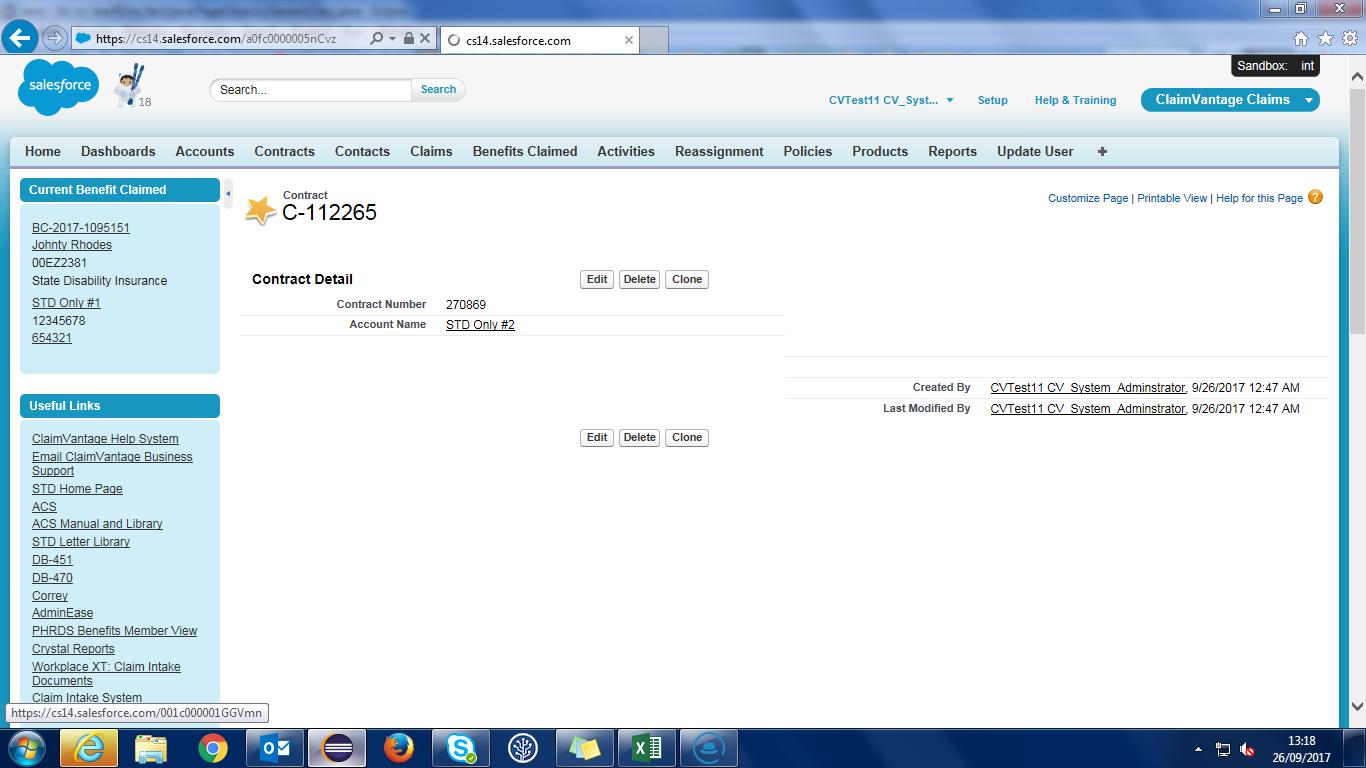 https://cs14.salesforce.com/a0fc0000005nCvz
cs14.salesforce.com
Sandbox: int
salesforce
18
Search...
Search
CVTest11 CV_Syst...
Setup
Help & Training
ClaimVantage Claims
Home Dashboards Accounts Contracts Contacts Claims Benefits Claimed Activities Reassignment Policies Products Reports Update User +
Current Benefit Claimed
BC-2017-1095151
Johnty Rhodes
00EZ2381
State Disability Insurance
STD Only #1
12345678
654321
Contract
C-112265
Customize Page | Printable View | Help for this Page ?
Contract Detail
Edit Delete Clone
Contract Number 270869
Account Name STD Only #2
Created By CVTest11 CV_System_Adminstrator, 9/26/2017 12:47 AM
Last Modified By CVTest11 CV_System_Adminstrator, 9/26/2017 12:47 AM
Edit Delete Clone
Useful Links
ClaimVantage Help System
Email ClaimVantage Business
Support
STD Home Page
ACS
ACS Manual and Library
STD Letter Library
DB-451
DB-470
Correy
AdminEase
PHRDS Benefits Member View
Crystal Reports
Workplace XT: Claim Intake
Documents
Claim Intake System
https://cs14.salesforce.com/001c000001GGVmn
13:18
26/09/2017